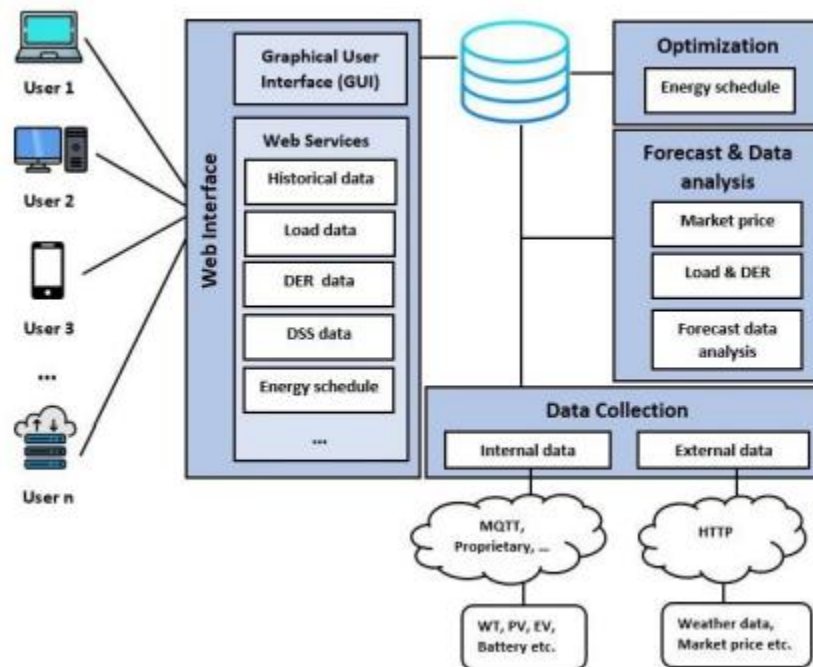 User 1
User 2
User 3
...
User n
Web Interface
Graphical User
Interface (GUI)
Web Services
Historical data
Load data
DER data
DSS data
Energy schedule
...
Optimization
Energy schedule
Forecast & Data
analysis
Market price
Load & DER
Forecast data
analysis
Data Collection
Internal data
External data
MQTT,
Proprietary, ...
HTTP
WT, PV, EV,
Battery etc.
Weather data,
Market price etc.